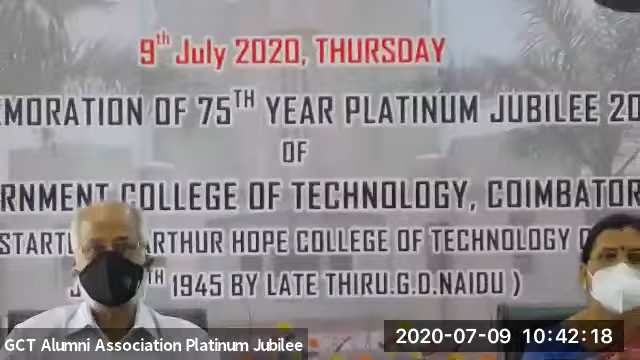 9th July 2020, THURSDAY
MORATION OF 75TH YEAR PLATINUM JUBILEE 20
OF
RNMENT COLLEGE OF TECHNOLOGY, COIMBATOR
START ARTHUR HOPE COLLEGE OF TECHNOLOGY
TH 1945 BY LATE THIRU.G.D.NAIDU )
GCT Alumni Association Platinum Jubilee
2020-07-09 10:42:18